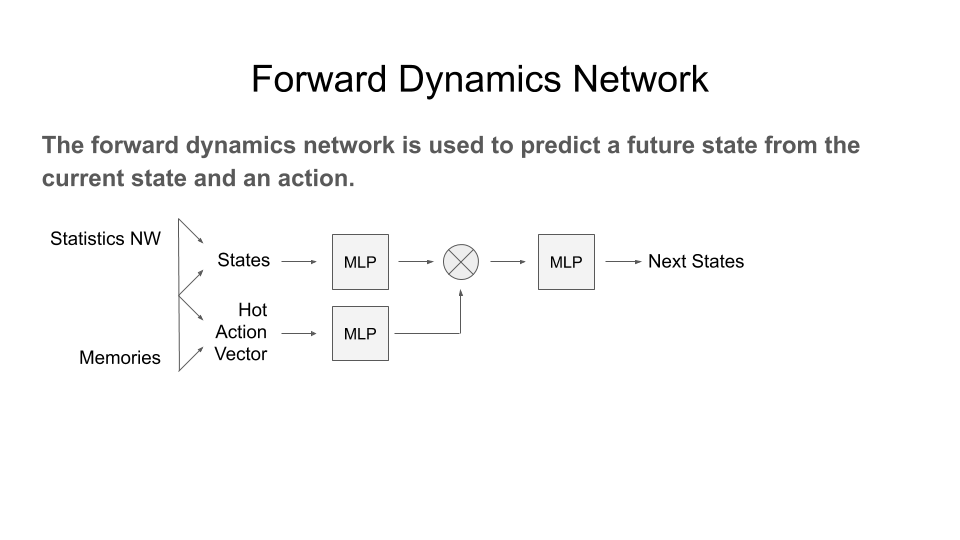 Forward Dynamics Network
The forward dynamics network is used to predict a future state from the
current state and an action.
Statistics NW
States
MLP
MLP
Next States
Hot
Action
Vector
MLP
Memories